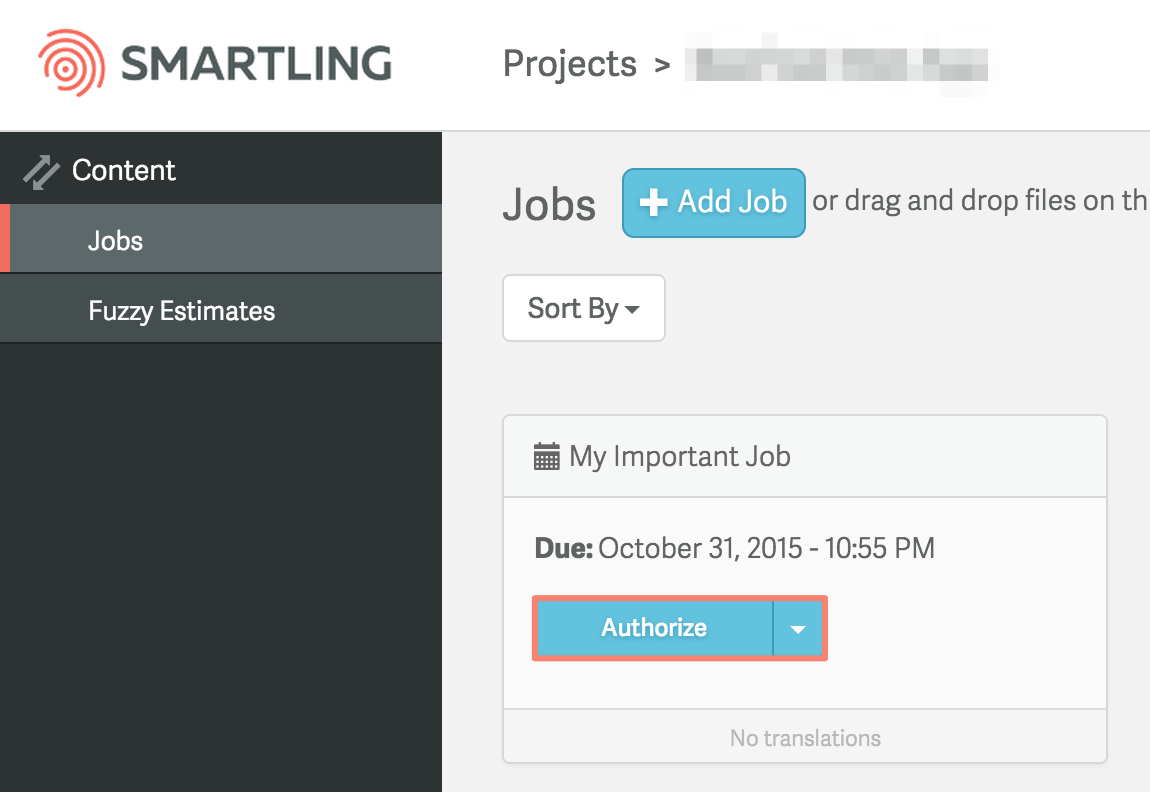 SMARTLING
Projects >
Content
Jobs
Fuzzy Estimates
Jobs
Add Job
or drag and drop files on th
Sort By
My Important Job
Due: October 31, 2015 - 10:55 PM
Authorize
No translations